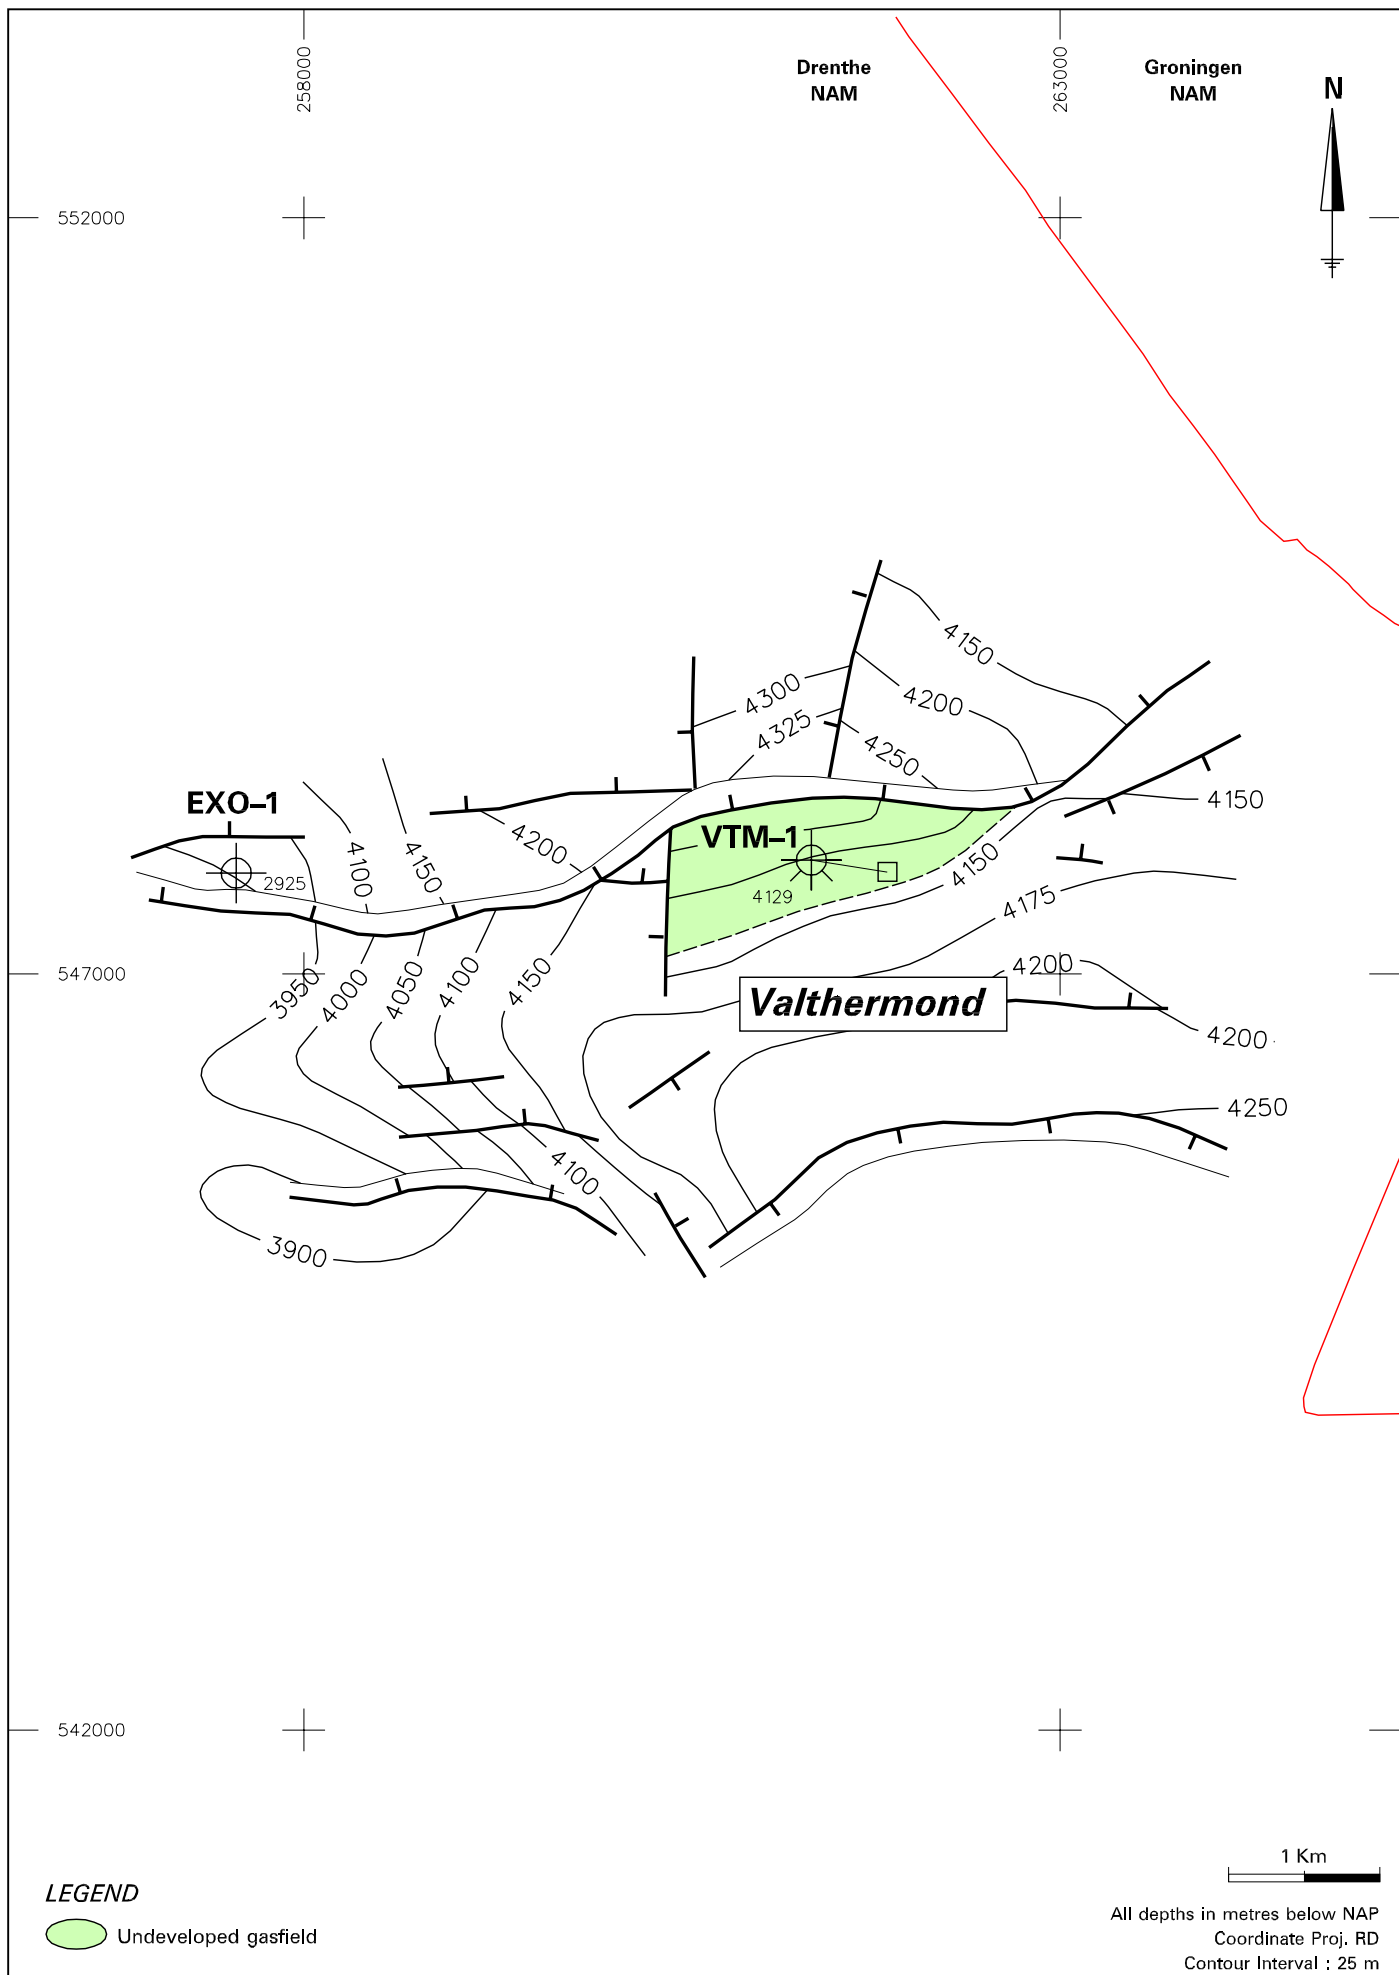 258000
263000
Drenthe
NAM
Groningen
NAM
N
552000
4150
4200
4300
4325
4250
EXO–1
4150
VTM–1
4200
4100
4150
4150
2925
4129
4175
547000
3950
4000
4050
4100
4150
4200
Valthermond
4200
4250
4100
3900
542000
1 Km
LEGEND
All depths in metres below NAP
Undeveloped gasfield
Coordinate Proj. RD
Contour Interval : 25 m